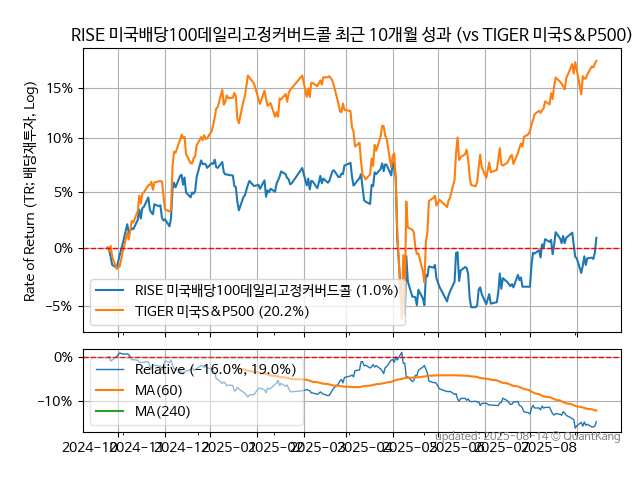 RISE 미국배당100데일리고정커버드콜 최근 10개월 성과 (vs TIGER 미국S&P500)
Rate of Return (TR: 배당재투자, Log)
15%
10%
5%
0%
−5%
RISE 미국배당100데일리고정커버드콜 (1.0%)
TIGER 미국S&P500 (20.2%)
0%
−10%
Relative (−16.0%, 19.0%)
MA(60)
MA(240)
2024-10 2024-11 2024-12 2025-01 2025-02 2025-03 2025-04 2025-05 2025-06 2025-07 2025-08
updated: 2025-08-14 © QuantKang